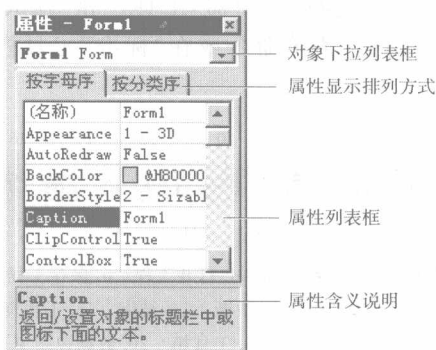 属性 - Form1
Form1 Form
对象下拉列表框
按字母序 按分类序
属性显示排列方式
(名称) Form1
Appearance 1 - 3D
AutoRedraw False
BackColor &H80000
BorderStyle 2 - Sizabl
Caption Form1
属性列表框
ClipControl True
ControlBox True
Caption
属性含义说明
返回/设置对象的标题栏中或
图标下面的文本。